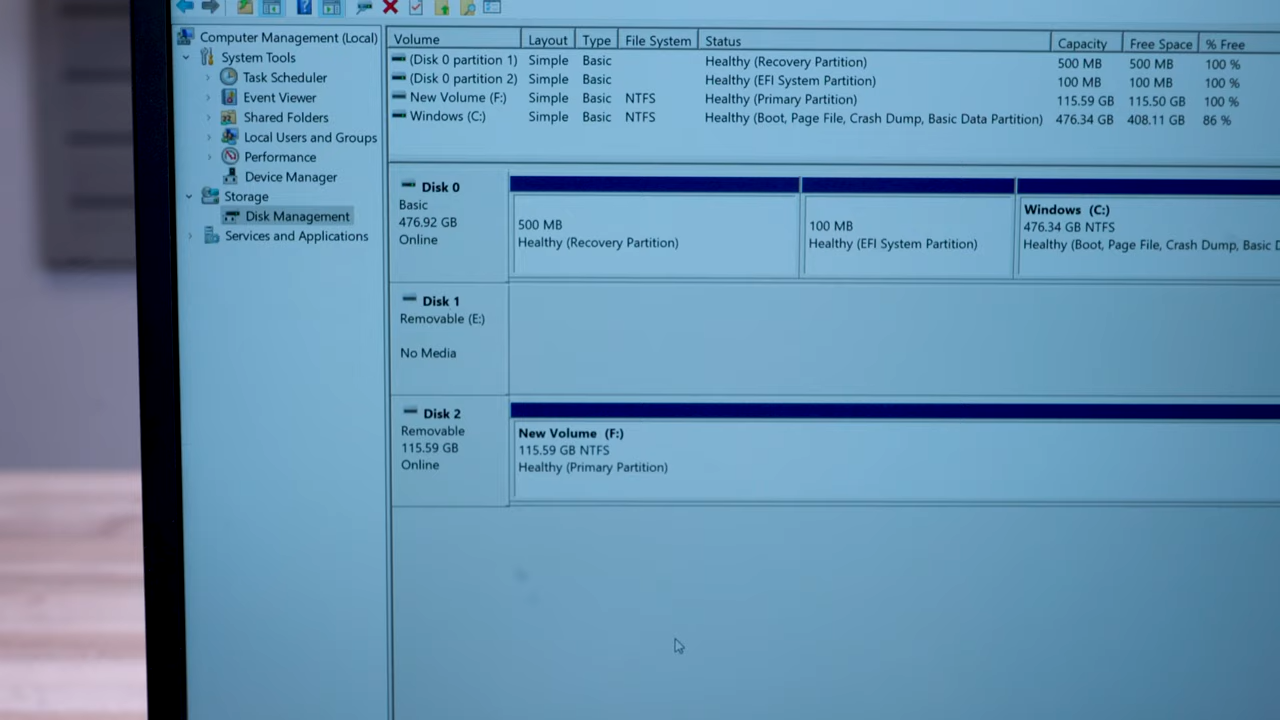 Computer Management (Local)
System Tools
Task Scheduler
Event Viewer
Shared Folders
Local Users and Groups
Performance
Device Manager
Storage
Disk Management
Services and Applications
Volume Layout Type File System Status Capacity Free Space % Free
(Disk 0 partition 1) Simple Basic Healthy (Recovery Partition) 500 MB 500 MB 100 %
(Disk 0 partition 2) Simple Basic Healthy (EFI System Partition) 100 MB 100 MB 100 %
New Volume (F:) Simple Basic NTFS Healthy (Primary Partition) 115.59 GB 115.50 GB 100 %
Windows (C:) Simple Basic NTFS Healthy (Boot, Page File, Crash Dump, Basic Data Partition) 476.34 GB 408.11 GB 86 %
Disk 0
Basic
476.92 GB
Online
500 MB
Healthy (Recovery Partition)
100 MB
Healthy (EFI System Partition)
Windows (C:)
476.34 GB NTFS
Healthy (Boot, Page File, Crash Dump, Basic D
Disk 1
Removable (E:)
No Media
Disk 2
Removable
115.59 GB
Online
New Volume (F:)
115.59 GB NTFS
Healthy (Primary Partition)